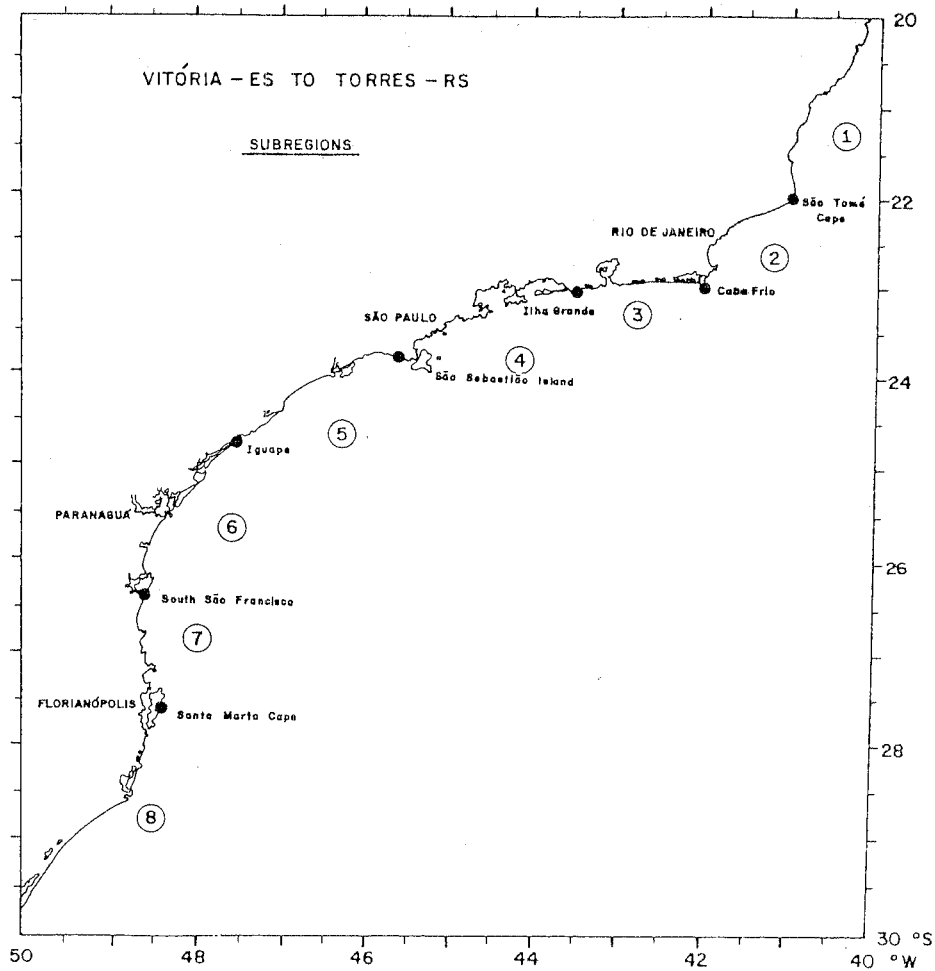 VITÓRIA – ES TO TORRES – RS
SUBREGIONS
20
1
São Tomé
Cape
22
RIO DE JANEIRO
2
Cabo Frio
Ilha Grande
3
SÃO PAULO
4
São Sebastião Island
24
5
Iguape
PARANAGUÁ
6
26
South São Francisco
7
FLORIANÓPOLIS
Santa Marta Cape
28
8
30 °S
50 48 46 44 42 40 °W